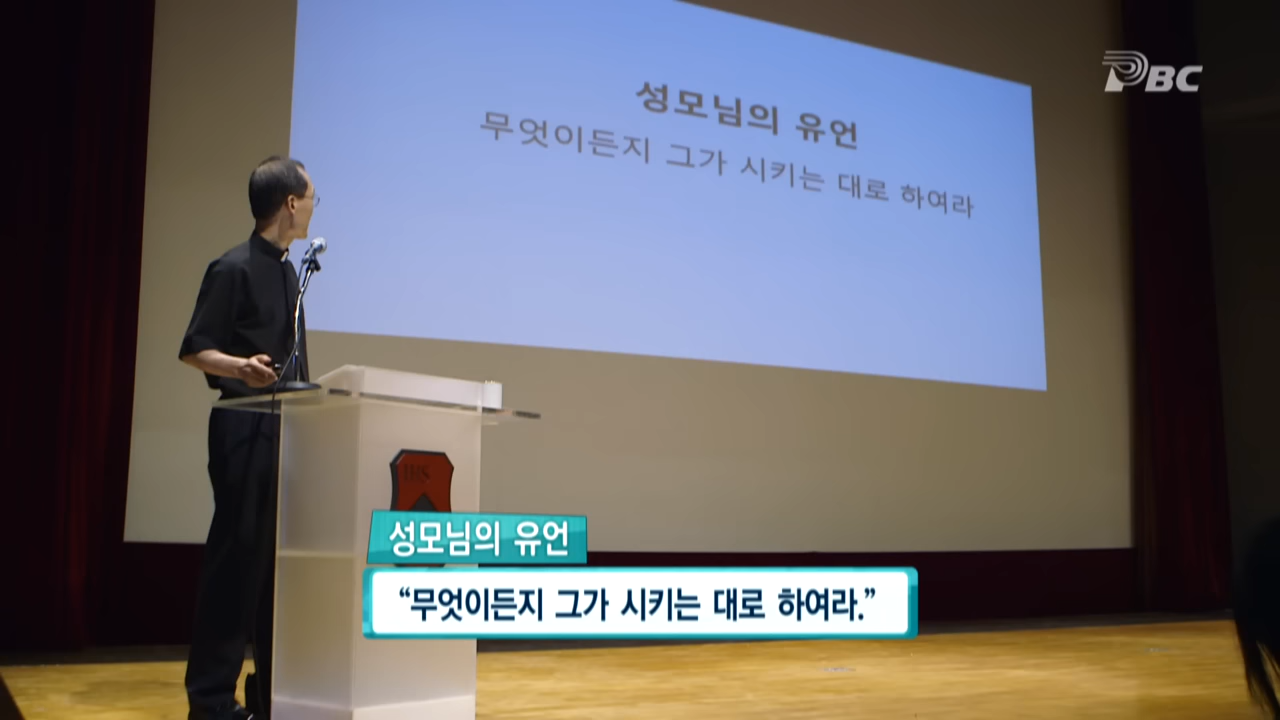 PBC
성모님의 유언
무엇이든지 그가 시키는 대로 하여라
IHS
성모님의 유언
“무엇이든지 그가 시키는 대로 하여라.”